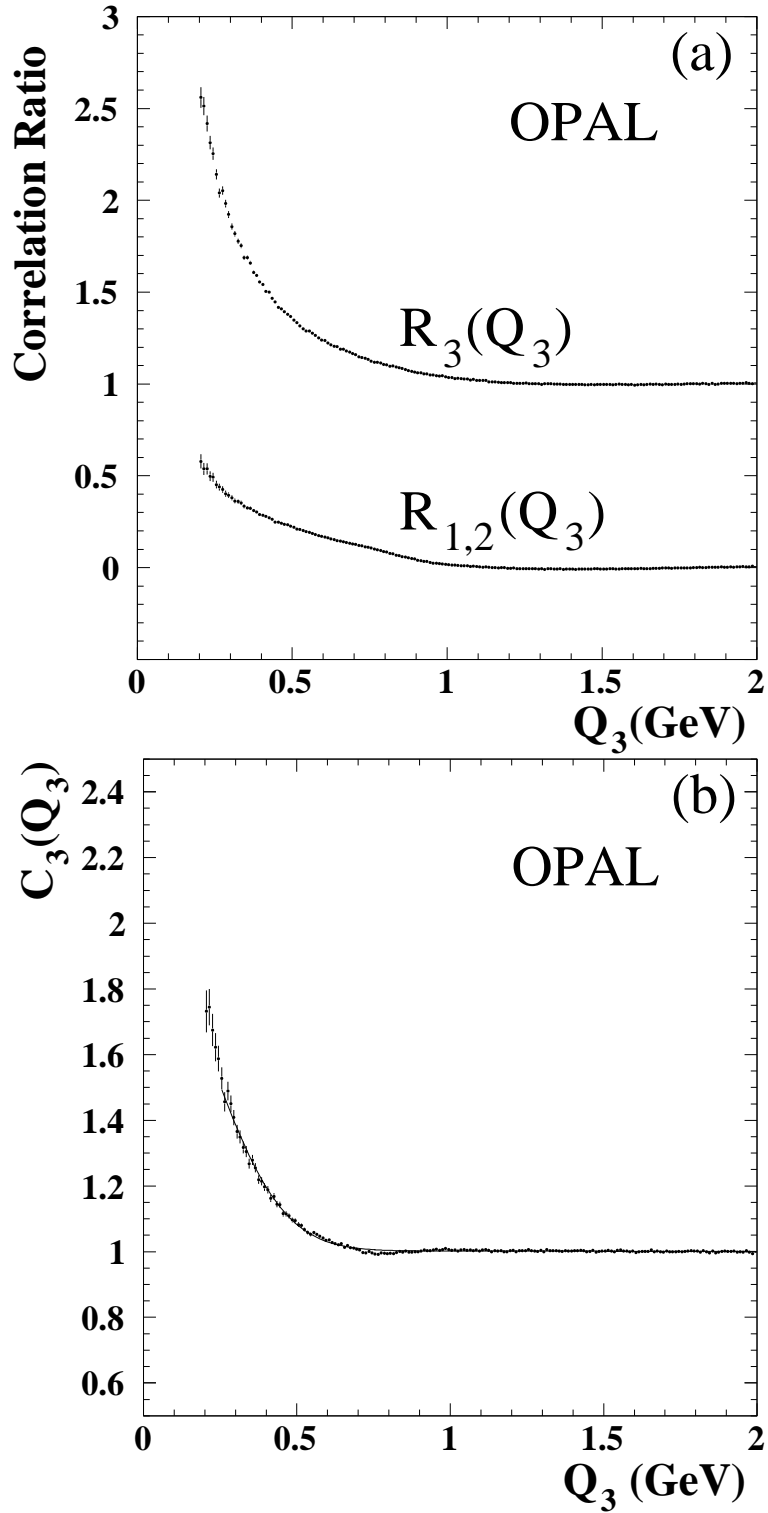 (a)
OPAL
Correlation Ratio
3
2.5
2
1.5
1
0.5
0
R3(Q3)
R1,2(Q3)
0 0.5 1 1.5 2
Q3(GeV)
(b)
OPAL
C3(Q3)
2.4
2.2
2
1.8
1.6
1.4
1.2
1
0.8
0.6
0 0.5 1 1.5 2
Q3 (GeV)